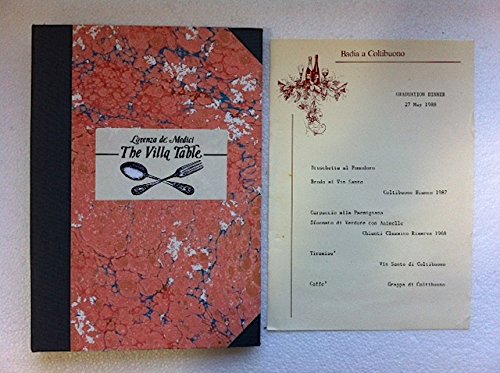 Lorenza de' Medici
The Villa Table
Badia a Coltibuono
GRADUATION DINNER
27 May 1988
Bruschetta al Pomodoro
Brodo al Vin Santo
Coltibuono Bianco 1987
Carpaccio alla Parmigiana
Sformato di Verdure con Animelle
Chianti Classico Riserva 1968
Tiramisu'
Vin Santo di Coltibuono
Caffe'
Grappa di Coltibuono